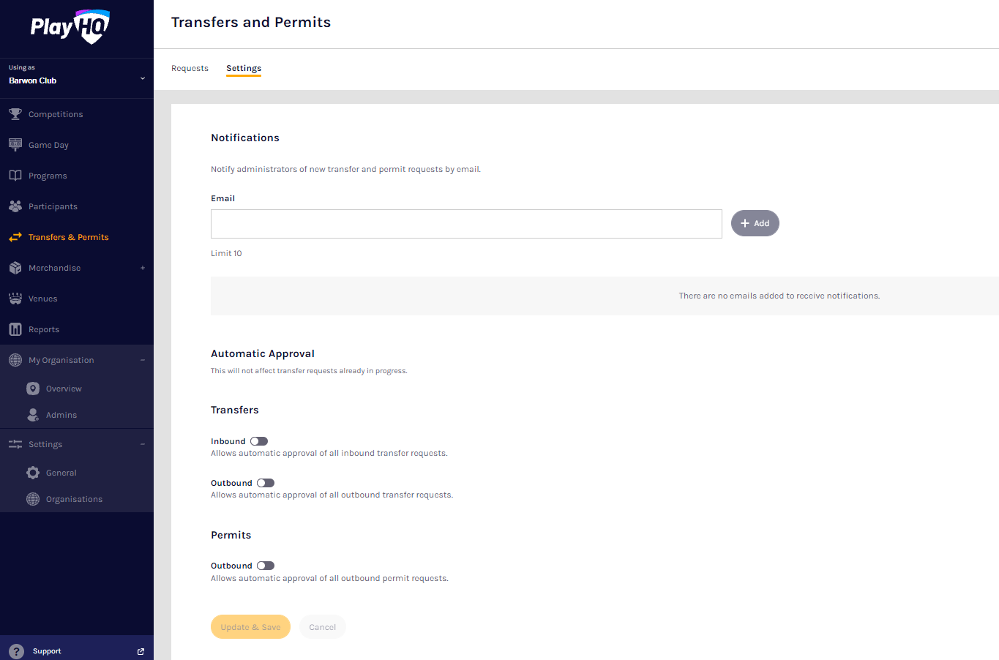 PlayHQ
Using as
Barwon Club
Competitions
Game Day
Programs
Participants
Transfers & Permits
Merchandise +
Venues
Reports
My Organisation −
Overview
Admins
Settings −
General
Organisations
? Support
Transfers and Permits
Requests Settings
Notifications
Notify administrators of new transfer and permit requests by email.
Email
+ Add
Limit 10
There are no emails added to receive notifications.
Automatic Approval
This will not affect transfer requests already in progress.
Transfers
Inbound
Allows automatic approval of all inbound transfer requests.
Outbound
Allows automatic approval of all outbound transfer requests.
Permits
Outbound
Allows automatic approval of all outbound permit requests.
Update & Save Cancel